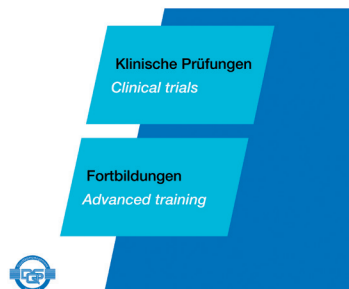 Klinische Prüfungen
Clinical trials
Fortbildungen
Advanced training